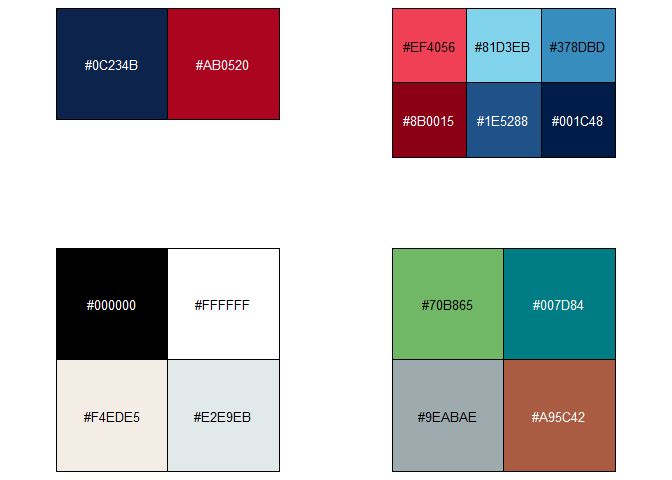 #0C234B #AB0520
#EF4056 #81D3EB #378DBD
#8B0015 #1E5288 #001C48
#000000 #FFFFFF
#F4EDE5 #E2E9EB
#70B865 #007D84
#9EABAE #A95C42